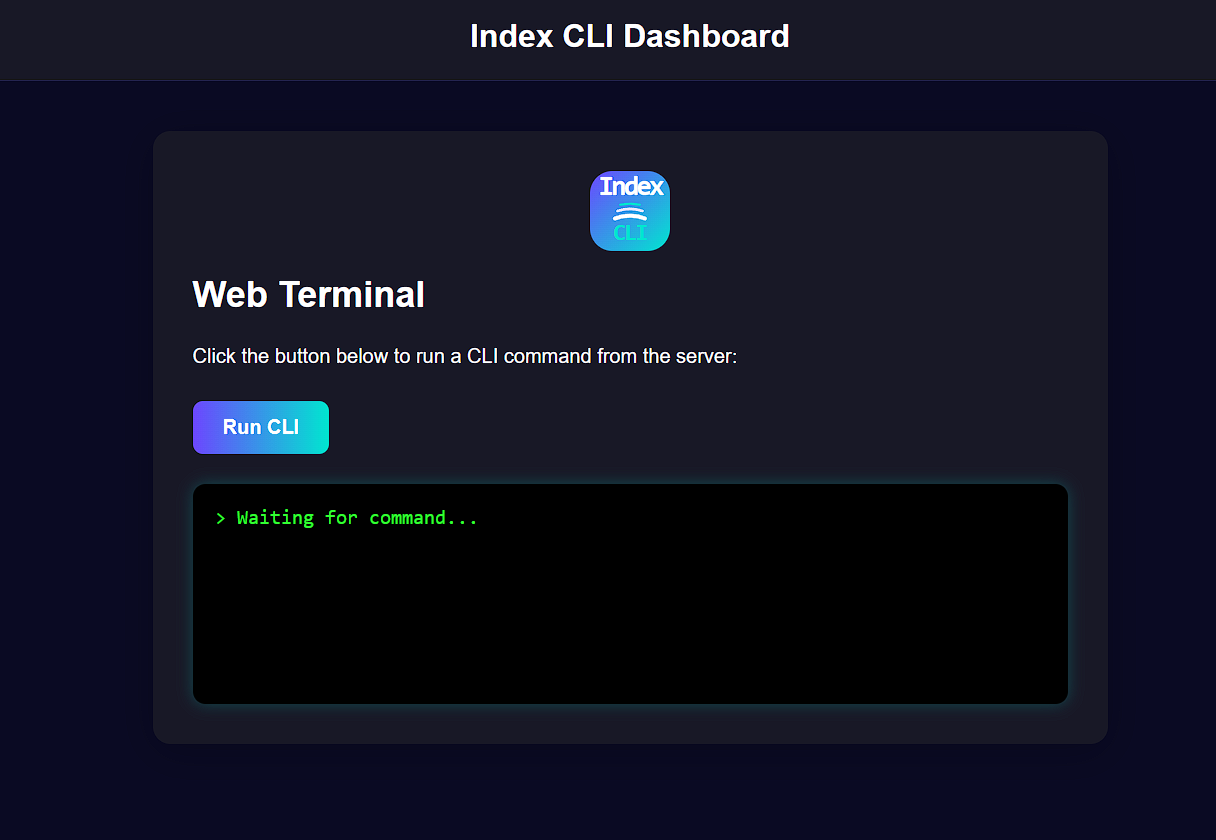 Index CLI Dashboard
Index
CLI
Web Terminal
Click the button below to run a CLI command from the server:
Run CLI
> Waiting for command...